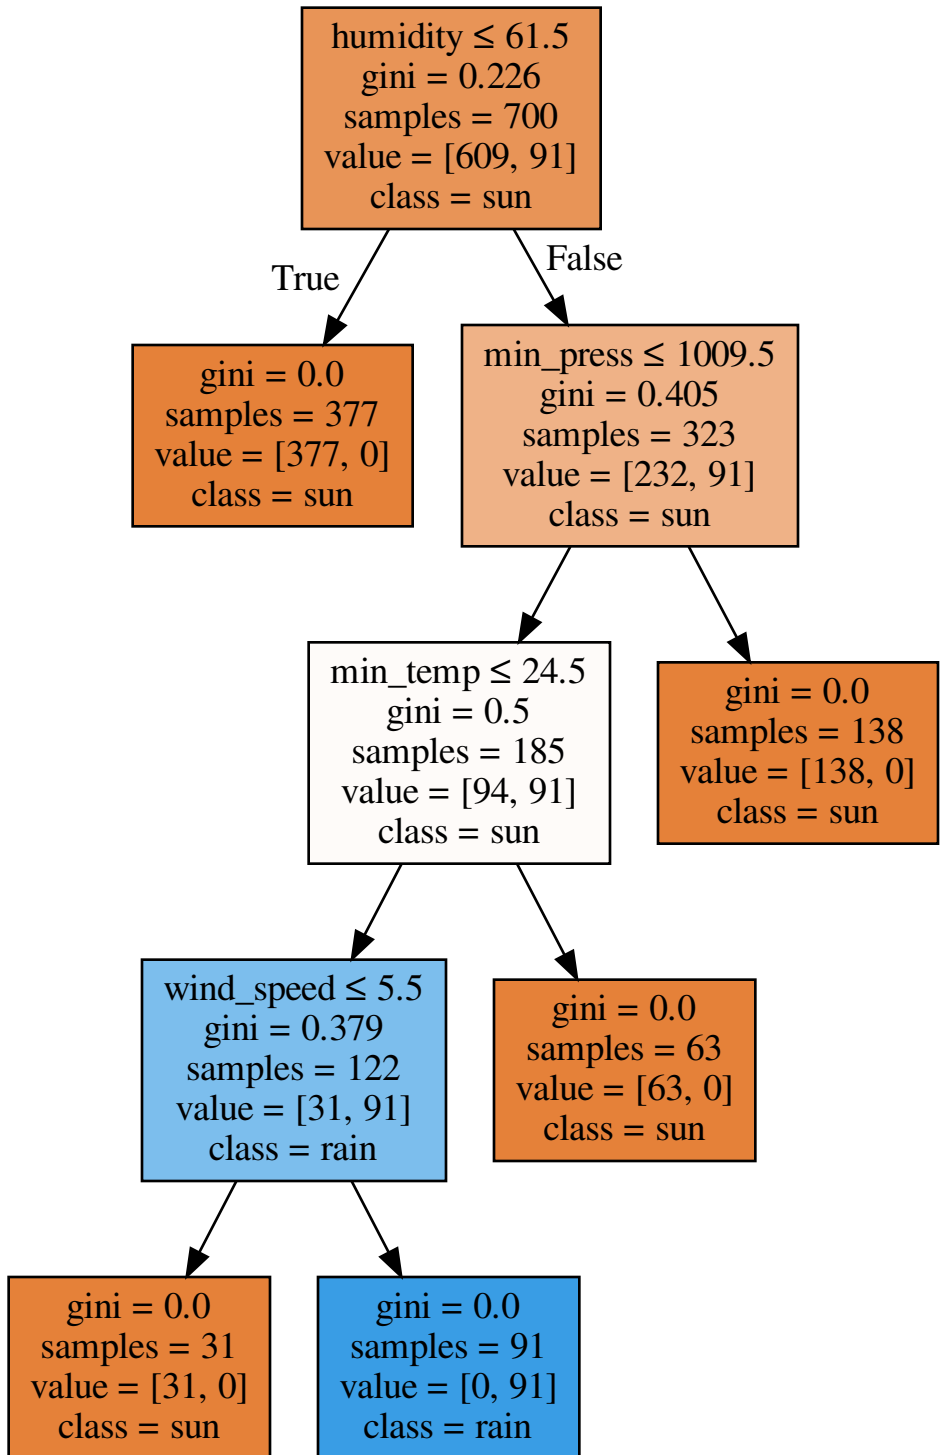 humidity ≤ 61.5
gini = 0.226
samples = 700
value = [609, 91]
class = sun
True
False
gini = 0.0
samples = 377
value = [377, 0]
class = sun
min_press ≤ 1009.5
gini = 0.405
samples = 323
value = [232, 91]
class = sun
min_temp ≤ 24.5
gini = 0.5
samples = 185
value = [94, 91]
class = sun
gini = 0.0
samples = 138
value = [138, 0]
class = sun
wind_speed ≤ 5.5
gini = 0.379
samples = 122
value = [31, 91]
class = rain
gini = 0.0
samples = 63
value = [63, 0]
class = sun
gini = 0.0
samples = 31
value = [31, 0]
class = sun
gini = 0.0
samples = 91
value = [0, 91]
class = rain